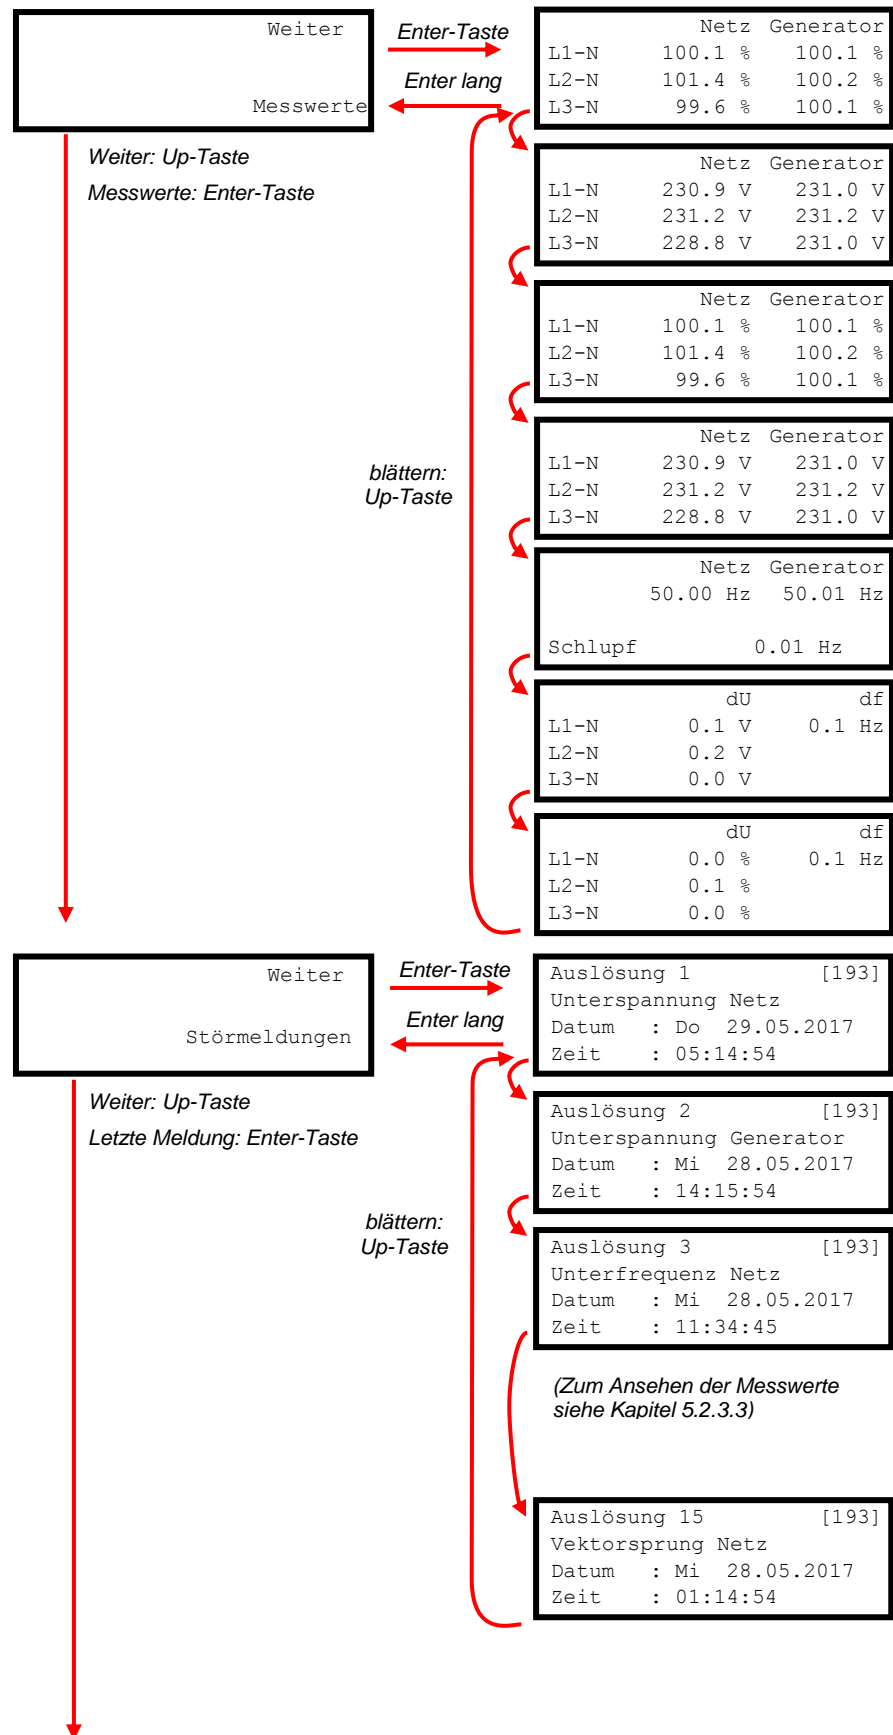 Weiter
Messwerte
Enter-Taste
Enter lang
Netz Generator
L1-N 100.1 % 100.1 %
L2-N 101.4 % 100.2 %
L3-N 99.6 % 100.1 %
Weiter: Up-Taste
Messwerte: Enter-Taste
Netz Generator
L1-N 230.9 V 231.0 V
L2-N 231.2 V 231.2 V
L3-N 228.8 V 231.0 V
Netz Generator
L1-N 100.1 % 100.1 %
L2-N 101.4 % 100.2 %
L3-N 99.6 % 100.1 %
blättern:
Up-Taste
Netz Generator
L1-N 230.9 V 231.0 V
L2-N 231.2 V 231.2 V
L3-N 228.8 V 231.0 V
Netz Generator
50.00 Hz 50.01 Hz
Schlupf 0.01 Hz
dU df
L1-N 0.1 V 0.1 Hz
L2-N 0.2 V
L3-N 0.0 V
dU df
L1-N 0.0 % 0.1 Hz
L2-N 0.1 %
L3-N 0.0 %
Weiter
Störmeldungen
Enter-Taste
Enter lang
Auslösung 1 [193]
Unterspannung Netz
Datum : Do 29.05.2017
Zeit : 05:14:54
Weiter: Up-Taste
Letzte Meldung: Enter-Taste
Auslösung 2 [193]
Unterspannung Generator
Datum : Mi 28.05.2017
Zeit : 14:15:54
blättern:
Up-Taste
Auslösung 3 [193]
Unterfrequenz Netz
Datum : Mi 28.05.2017
Zeit : 11:34:45
(Zum Ansehen der Messwerte
siehe Kapitel 5.2.3.3)
Auslösung 15 [193]
Vektorsprung Netz
Datum : Mi 28.05.2017
Zeit : 01:14:54